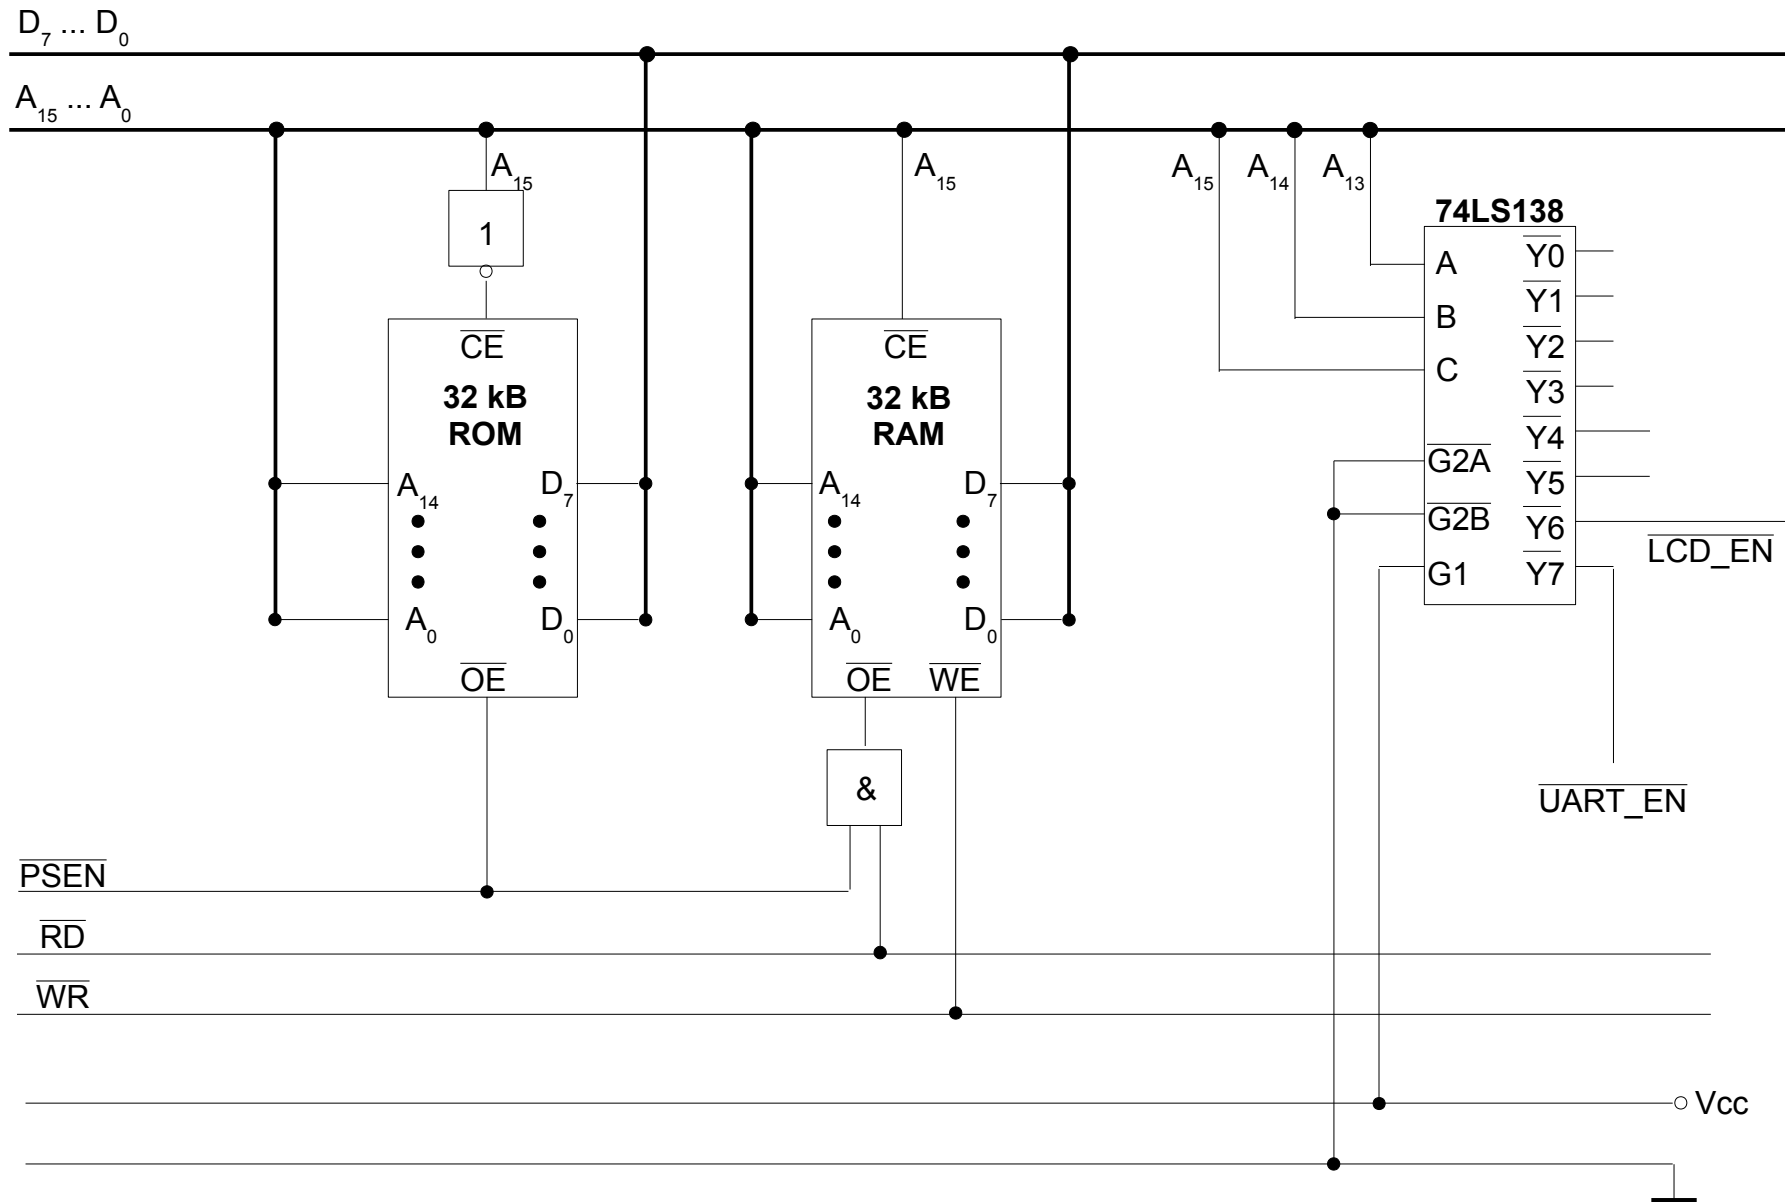 D7 ... D0
A15 ... A0
A15
A15
A15
A14
A13
1
74LS138
A
B
C
G2A
G2B
G1
Y0
Y1
Y2
Y3
Y4
Y5
Y6
Y7
LCD_EN
UART_EN
CE
32 kB
ROM
A14
D7
A0
D0
OE
CE
32 kB
RAM
A14
D7
A0
D0
OE
WE
&
PSEN
RD
WR
Vcc